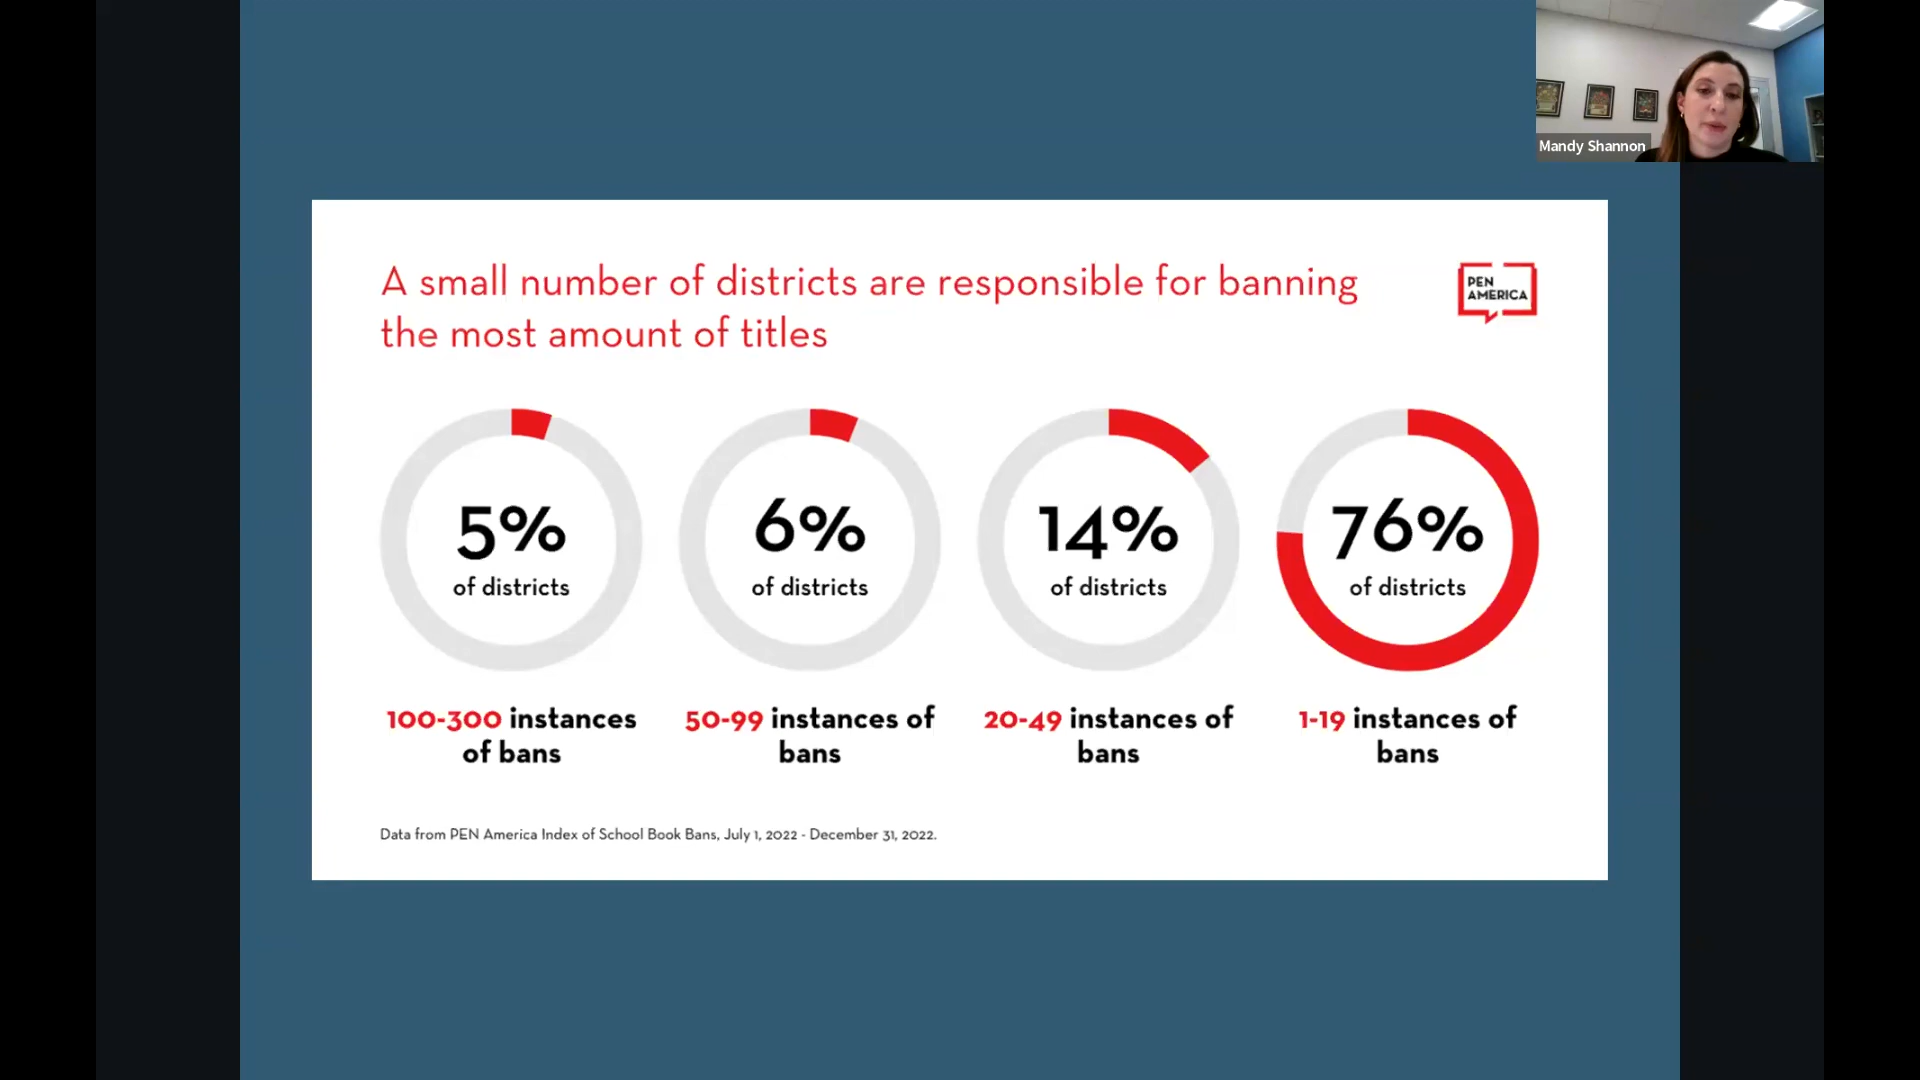 Mandy Shannon
A small number of districts are responsible for banning
the most amount of titles
PEN
AMERICA
5%
of districts
6%
of districts
14%
of districts
76%
of districts
100-300 instances
of bans
50-99 instances of
bans
20-49 instances of
bans
1-19 instances of
bans
Data from PEN America Index of School Book Bans, July 1, 2022 - December 31, 2022.